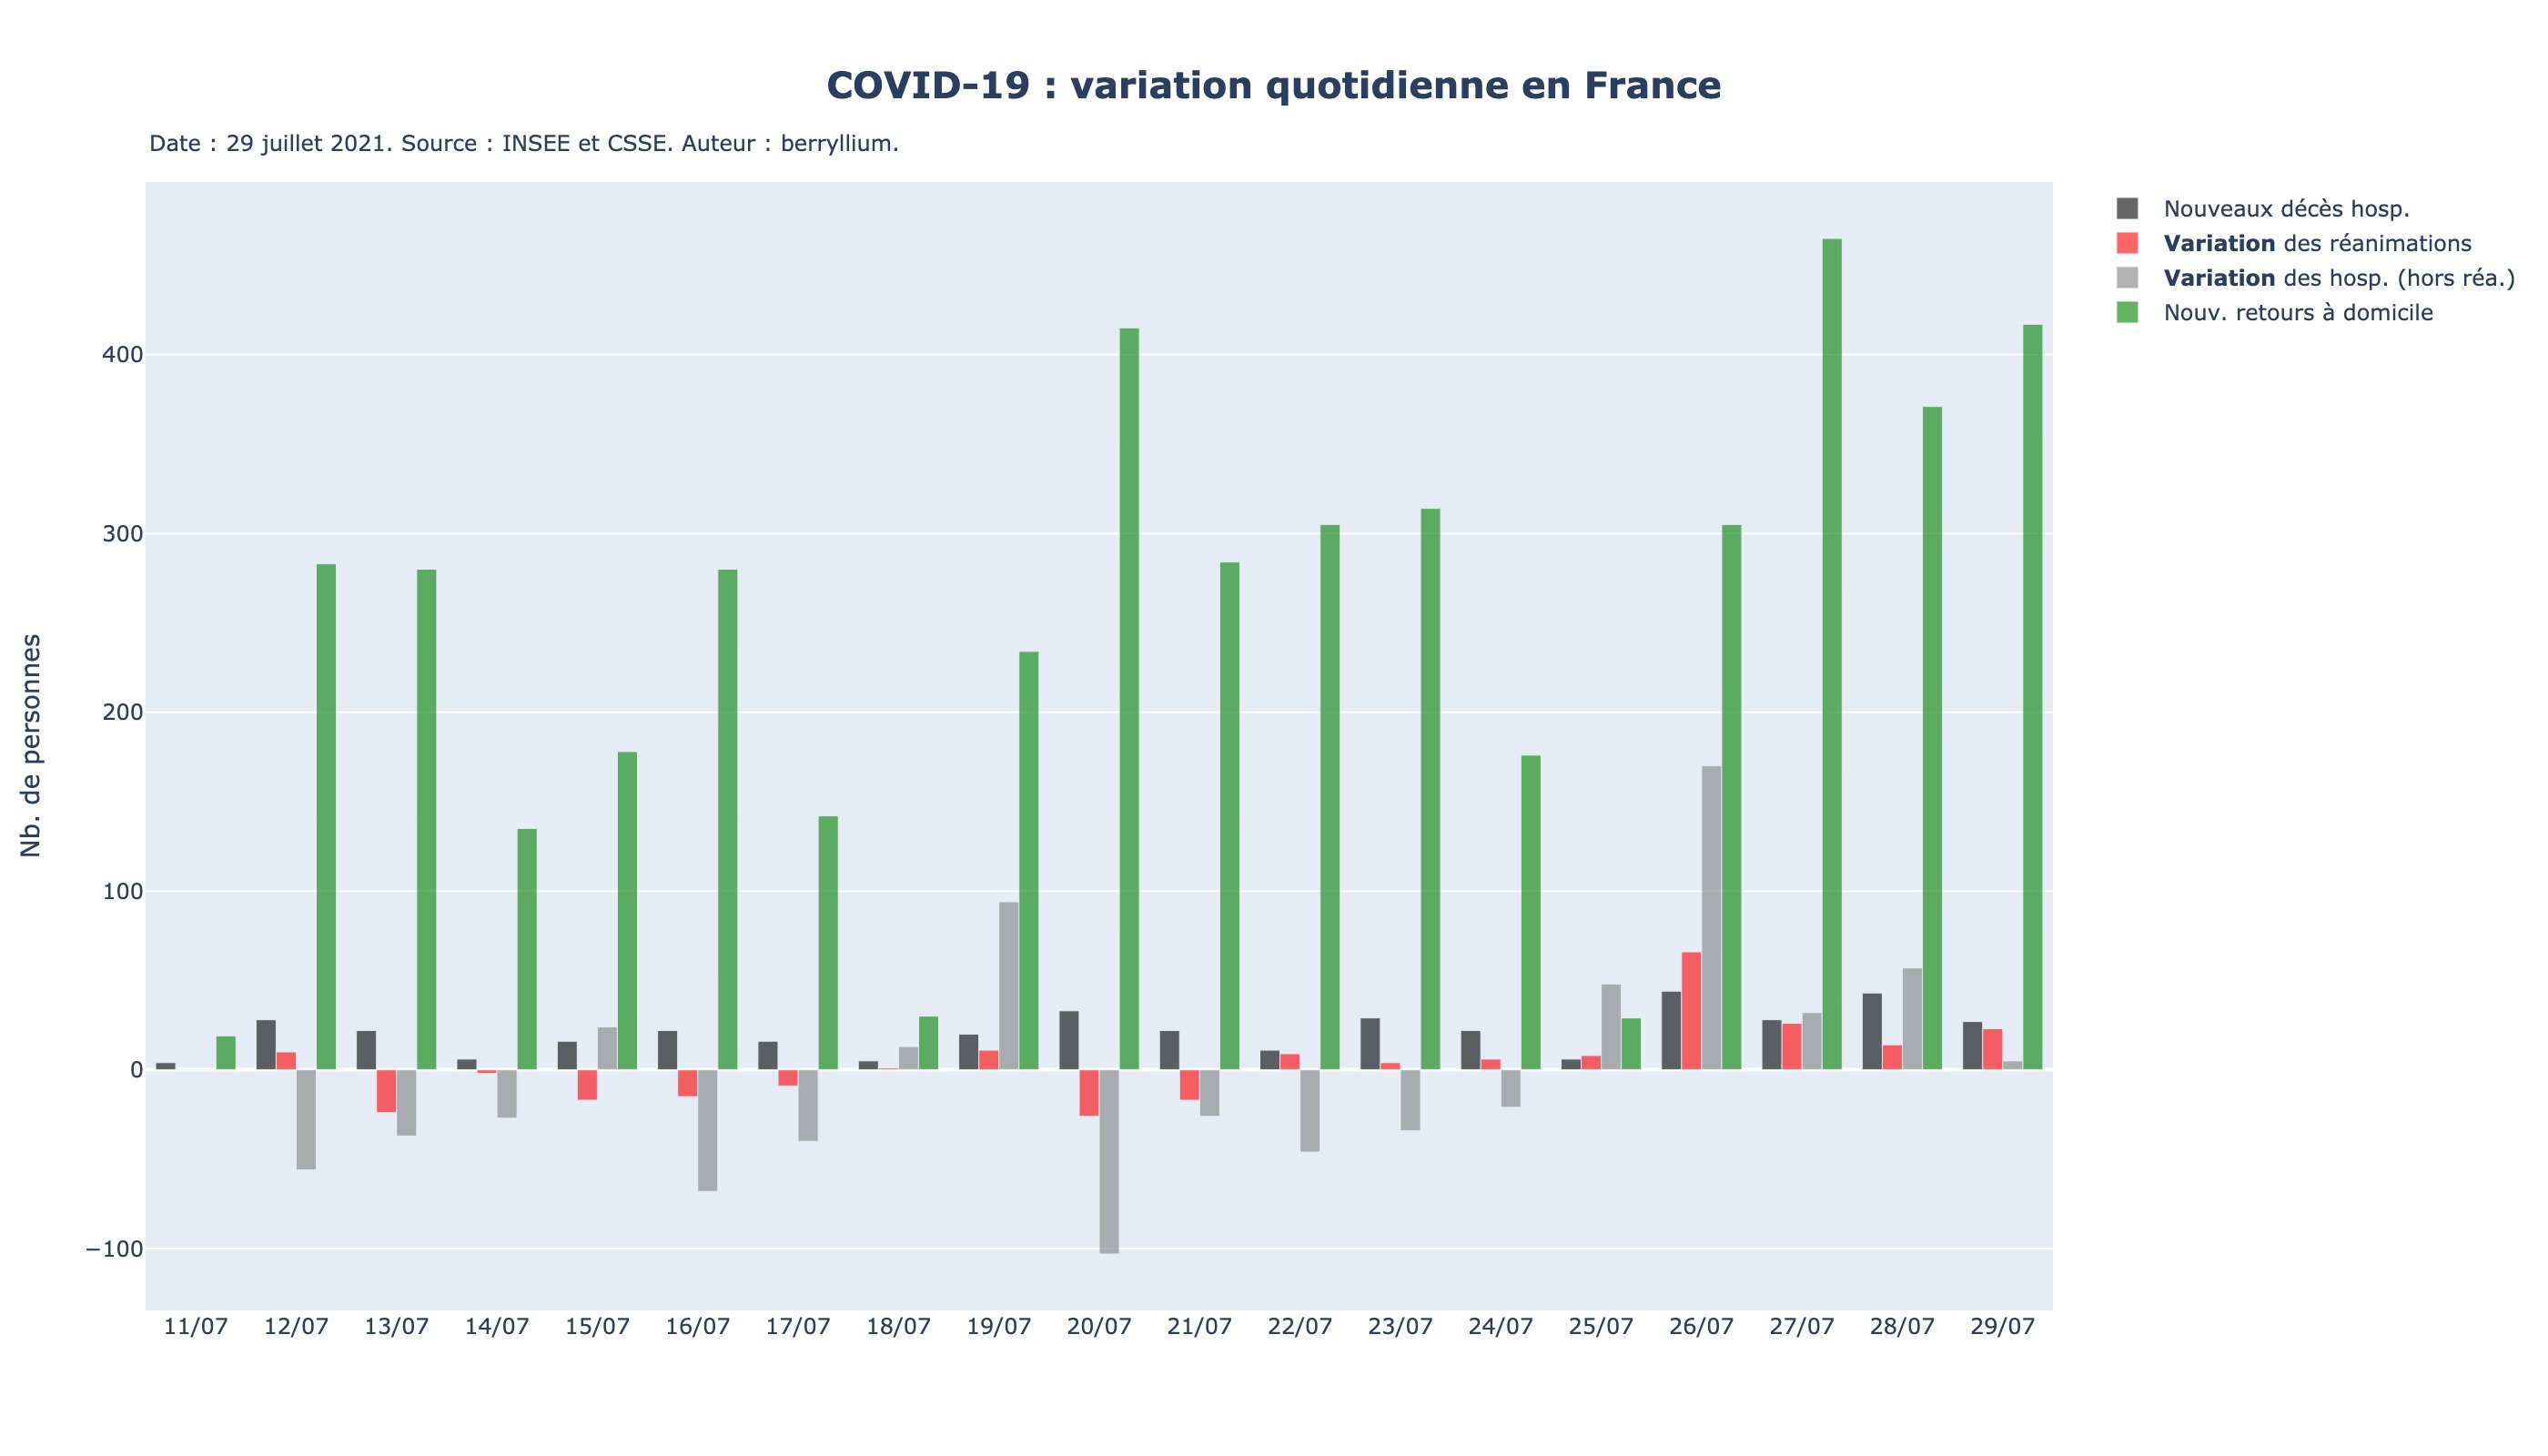 COVID-19 : variation quotidienne en France
Date : 29 juillet 2021. Source : INSEE et CSSE. Auteur : berryllium.
Nouveaux décès hosp.
Variation des réanimations
Variation des hosp. (hors réa.)
Nouv. retours à domicile
Nb. de personnes
400
300
200
100
0
−100
11/07 12/07 13/07 14/07 15/07 16/07 17/07 18/07 19/07 20/07 21/07 22/07 23/07 24/07 25/07 26/07 27/07 28/07 29/07